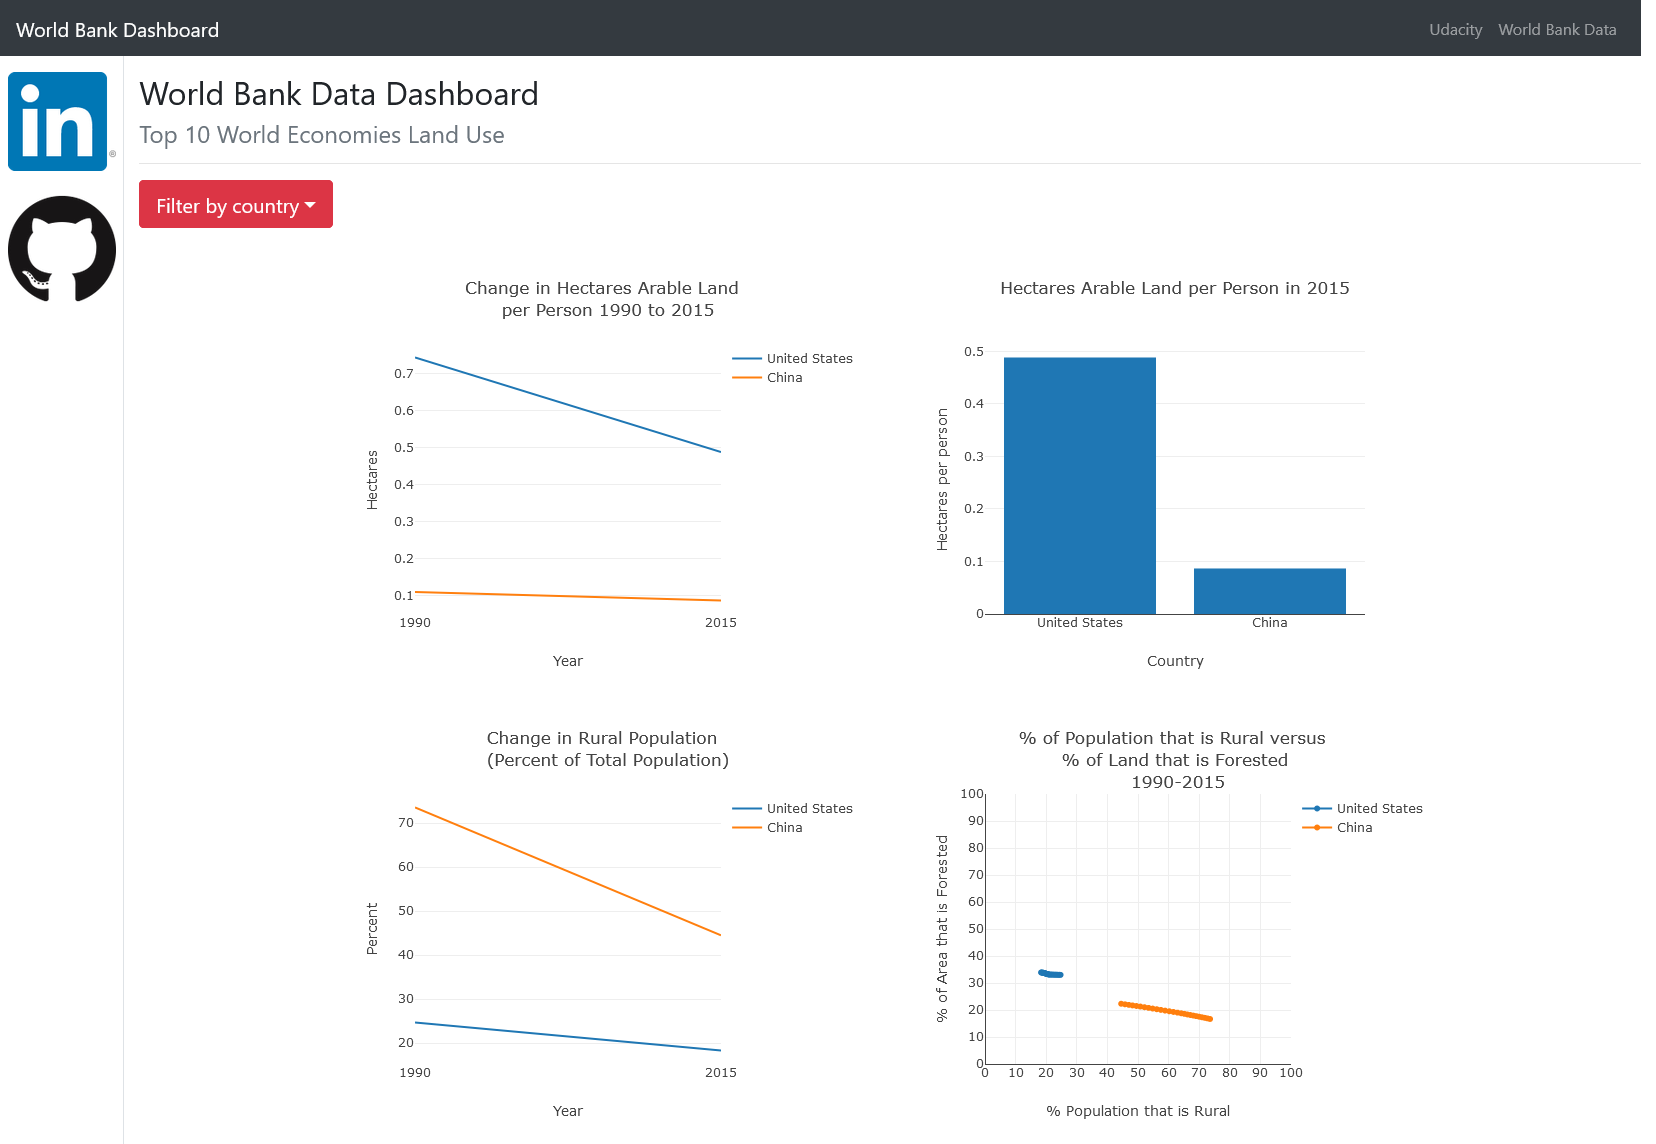 World Bank Dashboard
Udacity World Bank Data
in
®
World Bank Data Dashboard
Top 10 World Economies Land Use
Filter by country
Change in Hectares Arable Land
per Person 1990 to 2015
United States
China
0.7
0.6
0.5
0.4
0.3
0.2
0.1
Hectares
1990 2015
Year
Hectares Arable Land per Person in 2015
0.5
0.4
0.3
0.2
0.1
0
Hectares per person
United States China
Country
Change in Rural Population
(Percent of Total Population)
United States
China
70
60
50
40
30
20
Percent
1990 2015
Year
% of Population that is Rural versus
% of Land that is Forested
1990-2015
United States
China
100
90
80
70
60
50
40
30
20
10
0
% of Area that is Forested
0 10 20 30 40 50 60 70 80 90 100
% Population that is Rural